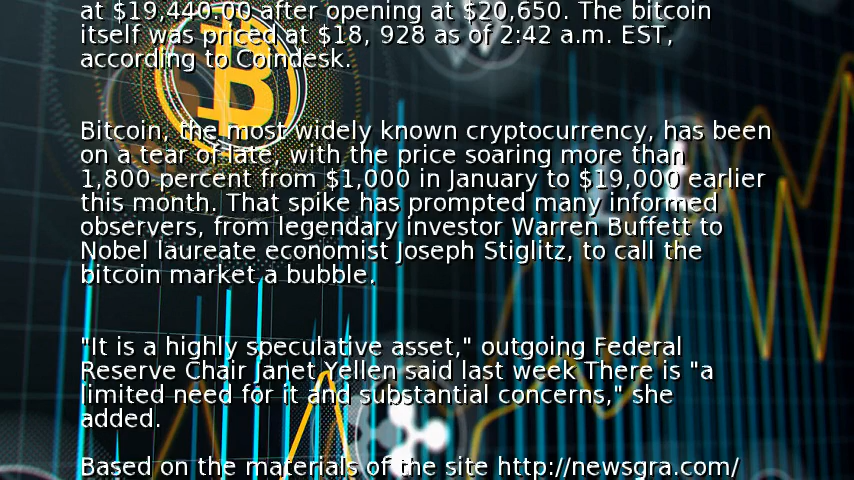 at $19,440.00 after opening at $20,650. The bitcoin
itself was priced at $18, 928 as of 2:42 a.m. EST,
according to Coindesk.
Bitcoin, the most widely known cryptocurrency, has been
on a tear of late, with the price soaring more than
1,800 percent from $1,000 in January to $19,000 earlier
this month. That spike has prompted many informed
observers, from legendary investor Warren Buffett to
Nobel laureate economist Joseph Stiglitz, to call the
bitcoin market a bubble.
"It is a highly speculative asset," outgoing Federal
Reserve Chair Janet Yellen said last week There is "a
limited need for it and substantial concerns," she
added.
Based on the materials of the site http://newsgra.com/